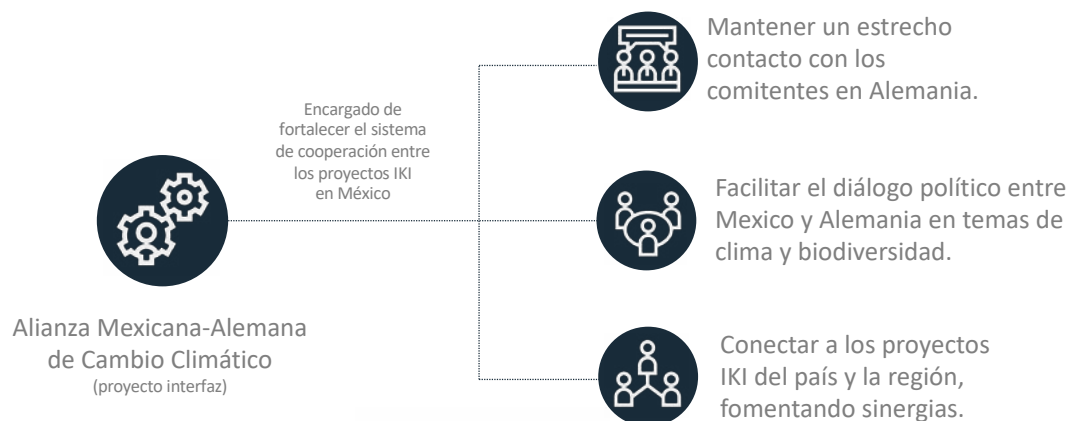 Mantener un estrecho
contacto con los
comitentes en Alemania.
Encargado de
fortalecer el sistema
de cooperación entre
los proyectos IKI
en México
Facilitar el diálogo político entre
Mexico y Alemania en temas de
clima y biodiversidad.
Alianza Mexicana-Alemana
de Cambio Climático
(proyecto interfaz)
Conectar a los proyectos
IKI del país y la región,
fomentando sinergias.